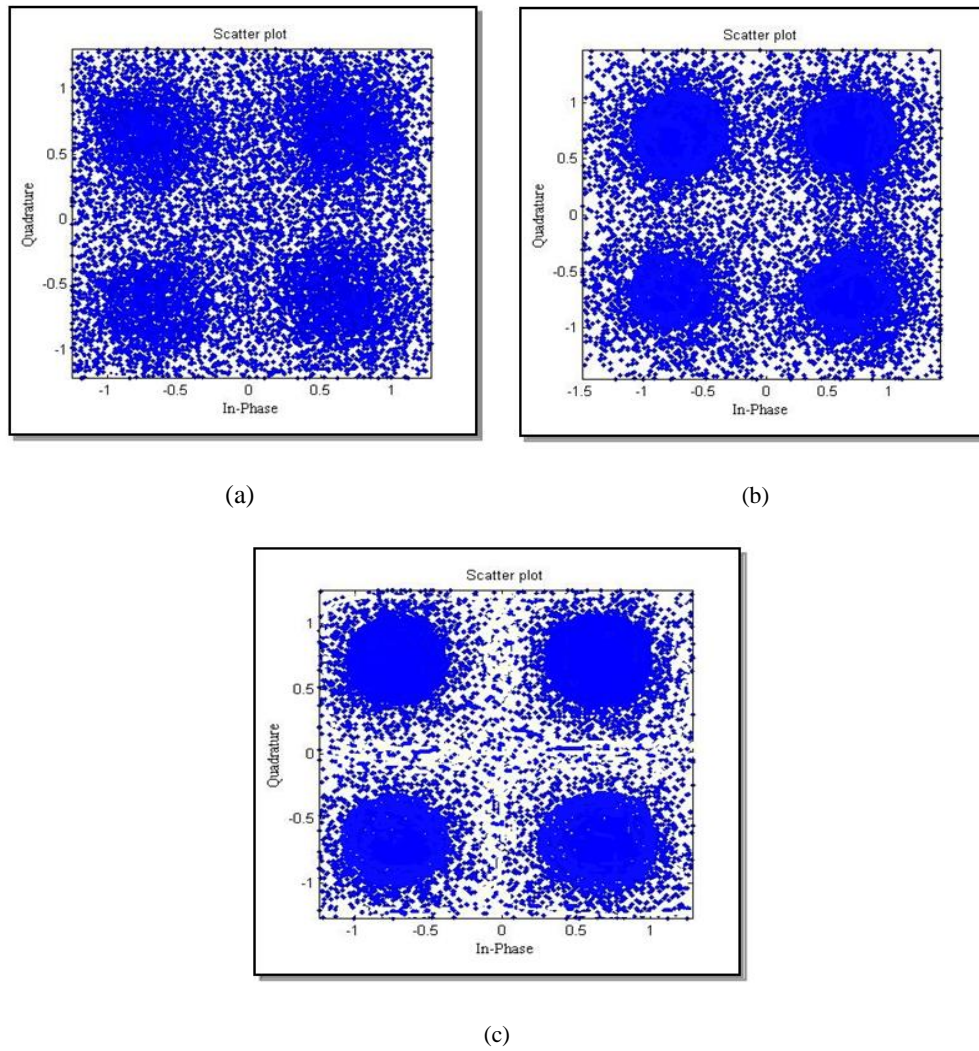 Scatter plot
1
0.5
0
-0.5
-1
Quadrature
-1 -0.5 0 0.5 1
In-Phase
(a)
Scatter plot
1
0.5
0
-0.5
-1
Quadrature
-1.5 -1 -0.5 0 0.5 1
In-Phase
(b)
Scatter plot
1
0.5
0
-0.5
-1
Quadrature
-1 -0.5 0 0.5 1
In-Phase
(c)